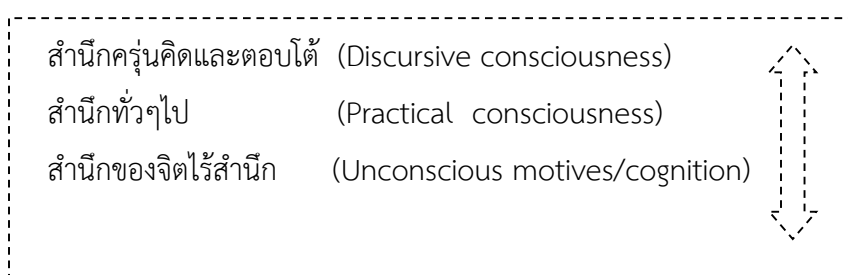 สำนึกครุ่นคิดและตอบโต้ (Discursive consciousness)
สำนึกทั่วๆไป (Practical consciousness)
สำนึกของจิตไร้สำนึก (Unconscious motives/cognition)